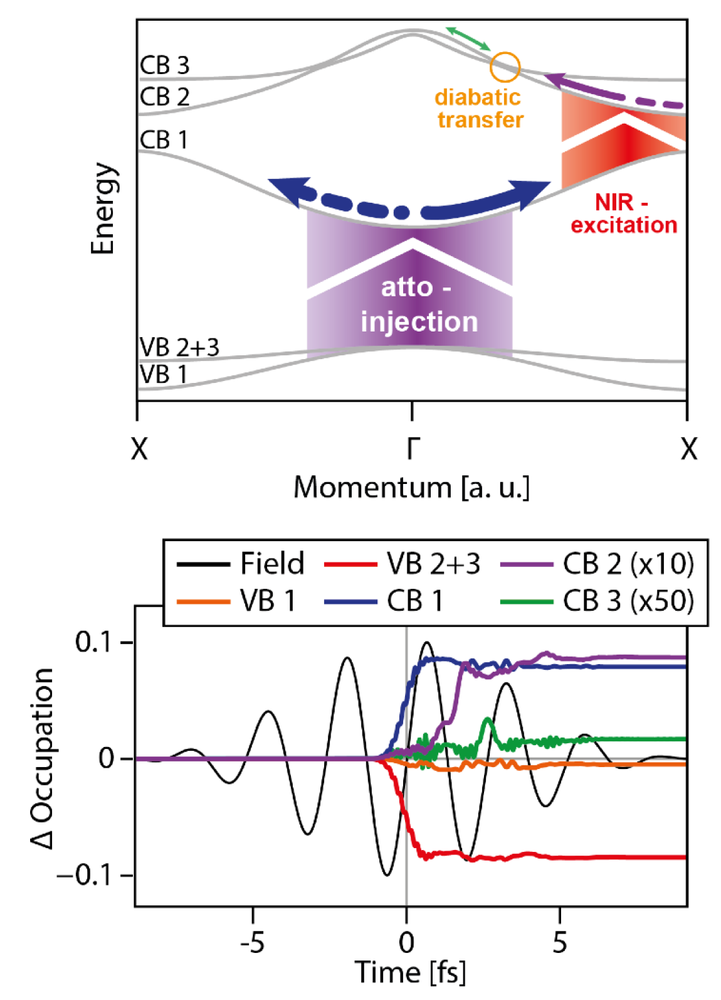 CB 3
CB 2
CB 1
diabatic
transfer
NIR -
excitation
atto -
injection
VB 2+3
VB 1
Energy
X Γ X
Momentum [a. u.]
Field VB 2+3 CB 2 (x10)
VB 1 CB 1 CB 3 (x50)
0.1
0
−0.1
Δ Occupation
-5 0 5
Time [fs]